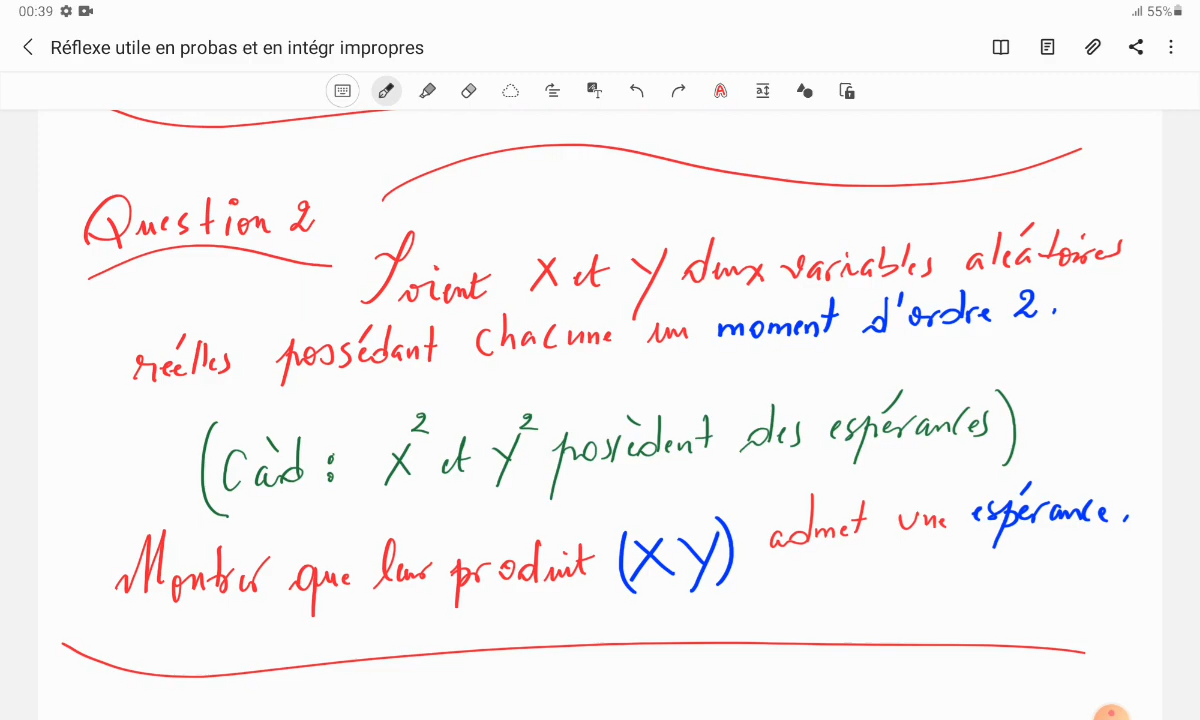 00:39 55%
Réflexe utile en probas et en intégr impropres
Question 2
Soient X et Y deux variables aléatoires
réelles possédant chacune un moment d'ordre 2.
(Càd : X² et Y² possèdent des espérances)
Montrer que leur produit (XY) admet une espérance.